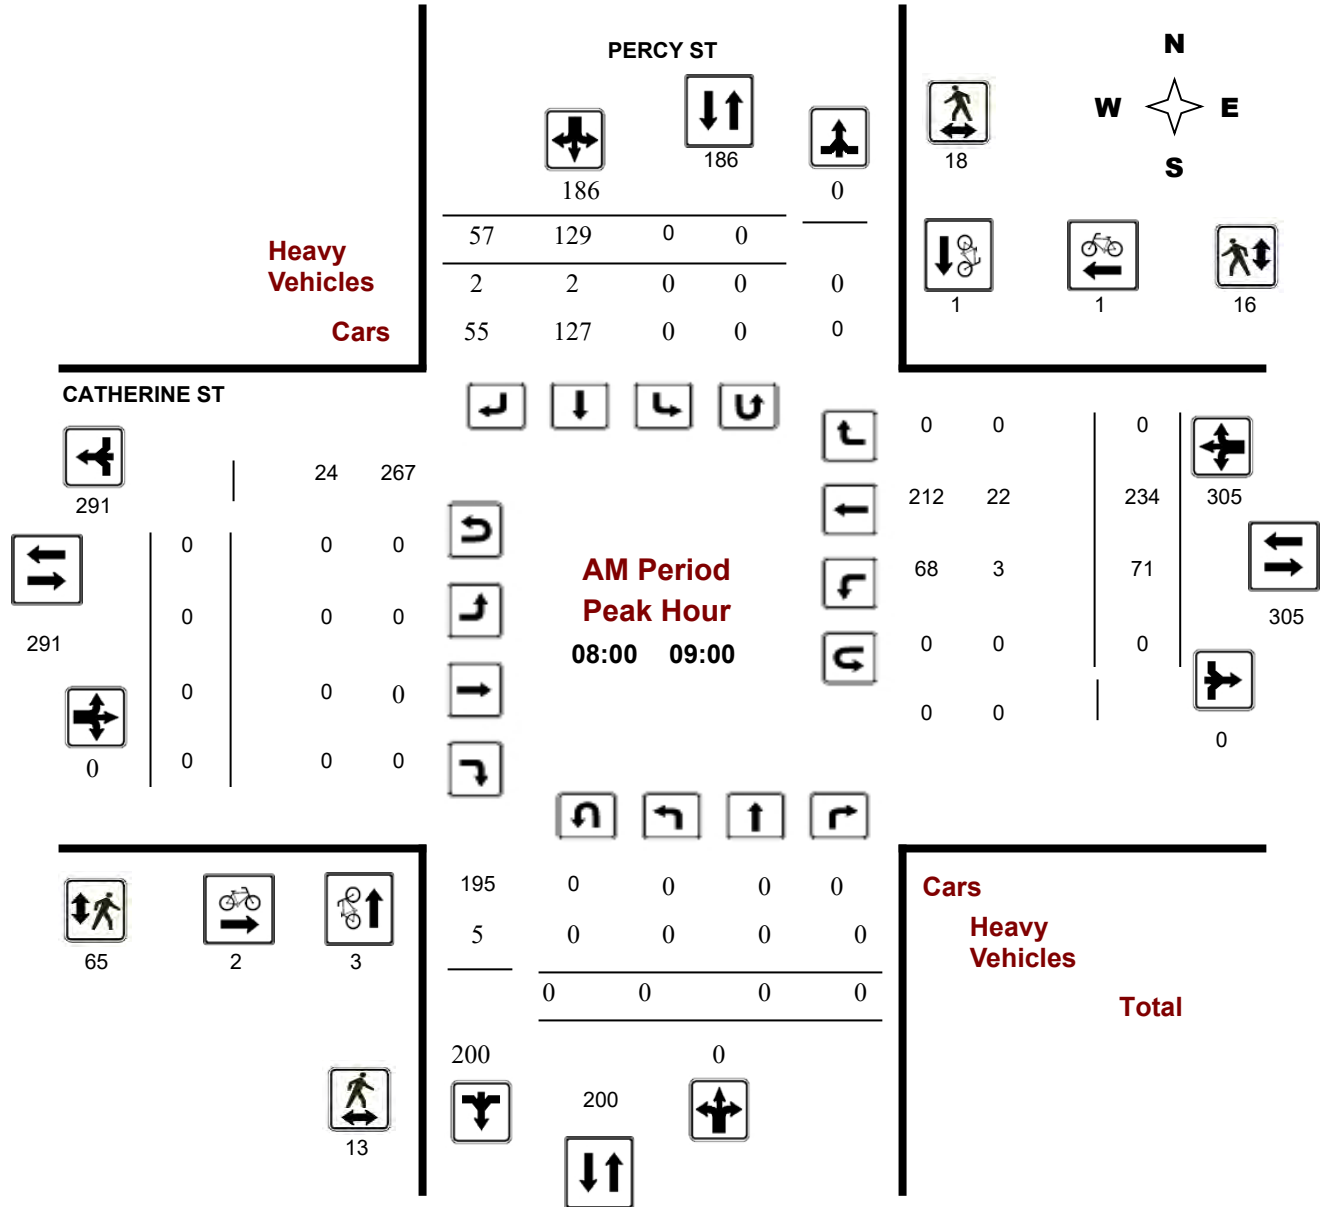 PERCY ST
N
W E
S
186
18
186 0
57 129 0 0
Heavy
Vehicles
2 2 0 0 0
1 1 16
Cars
55 127 0 0 0
CATHERINE ST
0 0 0
24 267
291
212 22 234 305
0 0 0
AM Period
68 3 71
Peak Hour
0 0 0
305
291
08:00 09:00
0 0 0
0 0 0
0 0
0
0 0 0
0
195 0 0 0 0
Cars
5 0 0 0 0
Heavy
Vehicles
65 2 3
0 0 0 0
Total
200 0
200
13